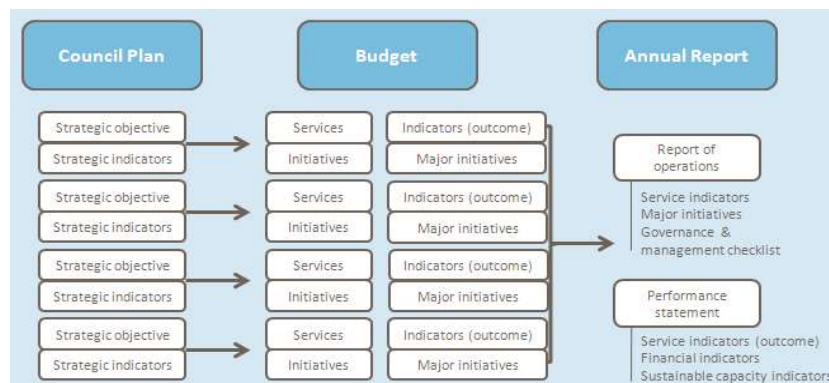 Council Plan
Budget
Annual Report
Strategic objective
Services
Indicators (outcome)
Strategic indicators
Initiatives
Major initiatives
Strategic objective
Services
Indicators (outcome)
Strategic indicators
Initiatives
Major initiatives
Strategic objective
Services
Indicators (outcome)
Strategic indicators
Initiatives
Major initiatives
Strategic objective
Services
Indicators (outcome)
Strategic indicators
Initiatives
Major initiatives
Report of
operations
Service indicators
Major initiatives
Governance &
management checklist
Performance
statement
Service indicators (outcome)
Financial indicators
Sustainable capacity indicators